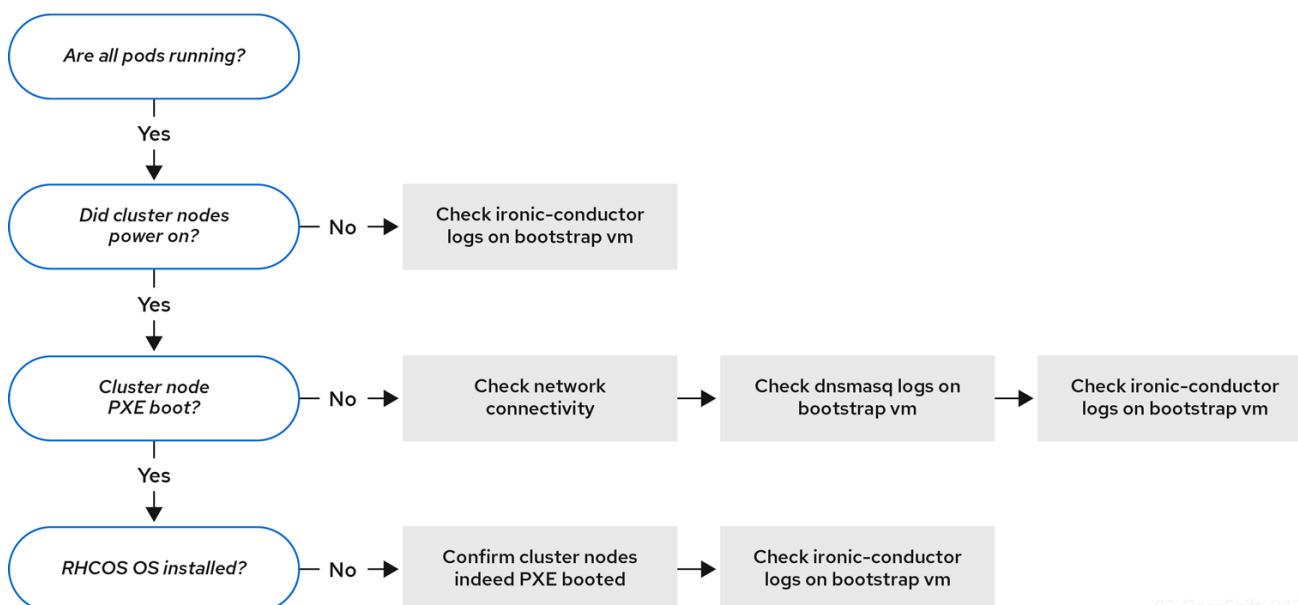 Are all pods running?
Yes
Did cluster nodes
power on?
No
Check ironic-conductor
logs on bootstrap vm
Yes
Cluster node
PXE boot?
No
Check network
connectivity
Check dnsmasq logs on
bootstrap vm
Check ironic-conductor
logs on bootstrap vm
Yes
RHCOS OS installed?
No
Confirm cluster nodes
indeed PXE booted
Check ironic-conductor
logs on bootstrap vm